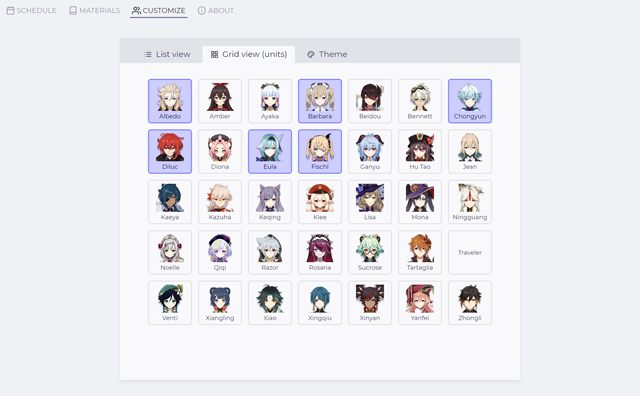 SCHEDULE MATERIALS CUSTOMIZE ABOUT
List view Grid view (units) Theme
Albedo Amber Ayaka Barbara Beidou Bennett Chongyun
Diluc Diona Eula Fischl Ganyu Hu Tao Jean
Kaeya Kazuha Keqing Klee Lisa Mona Ningguang
Noelle Qiqi Razor Rosaria Sucrose Tartaglia Traveler
Venti Xiangling Xiao Xingqiu Xinyan Yanfei Zhongli